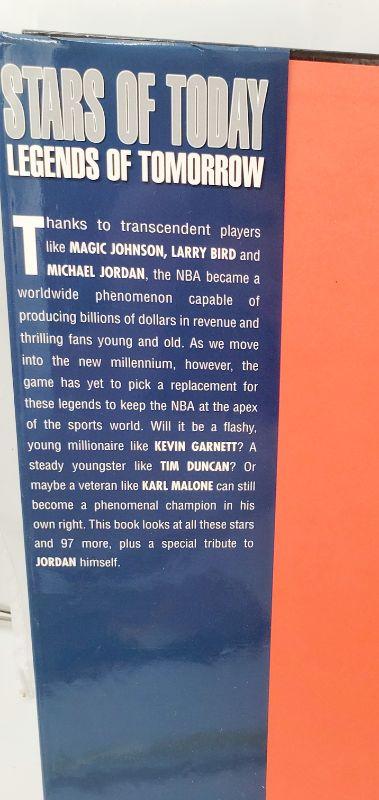 STARS OF TODAY
LEGENDS OF TOMORROW
Thanks to transcendent players
like MAGIC JOHNSON, LARRY BIRD and
MICHAEL JORDAN, the NBA became a
worldwide phenomenon capable of
producing billions of dollars in revenue and
thrilling fans young and old. As we move
into the new millennium, however, the
game has yet to pick a replacement for
these legends to keep the NBA at the apex
of the sports world. Will it be a flashy,
young millionaire like KEVIN GARNETT? A
steady youngster like TIM DUNCAN? Or
maybe a veteran like KARL MALONE can still
become a phenomenal champion in his
own right. This book looks at all these stars
and 97 more, plus a special tribute to
JORDAN himself.